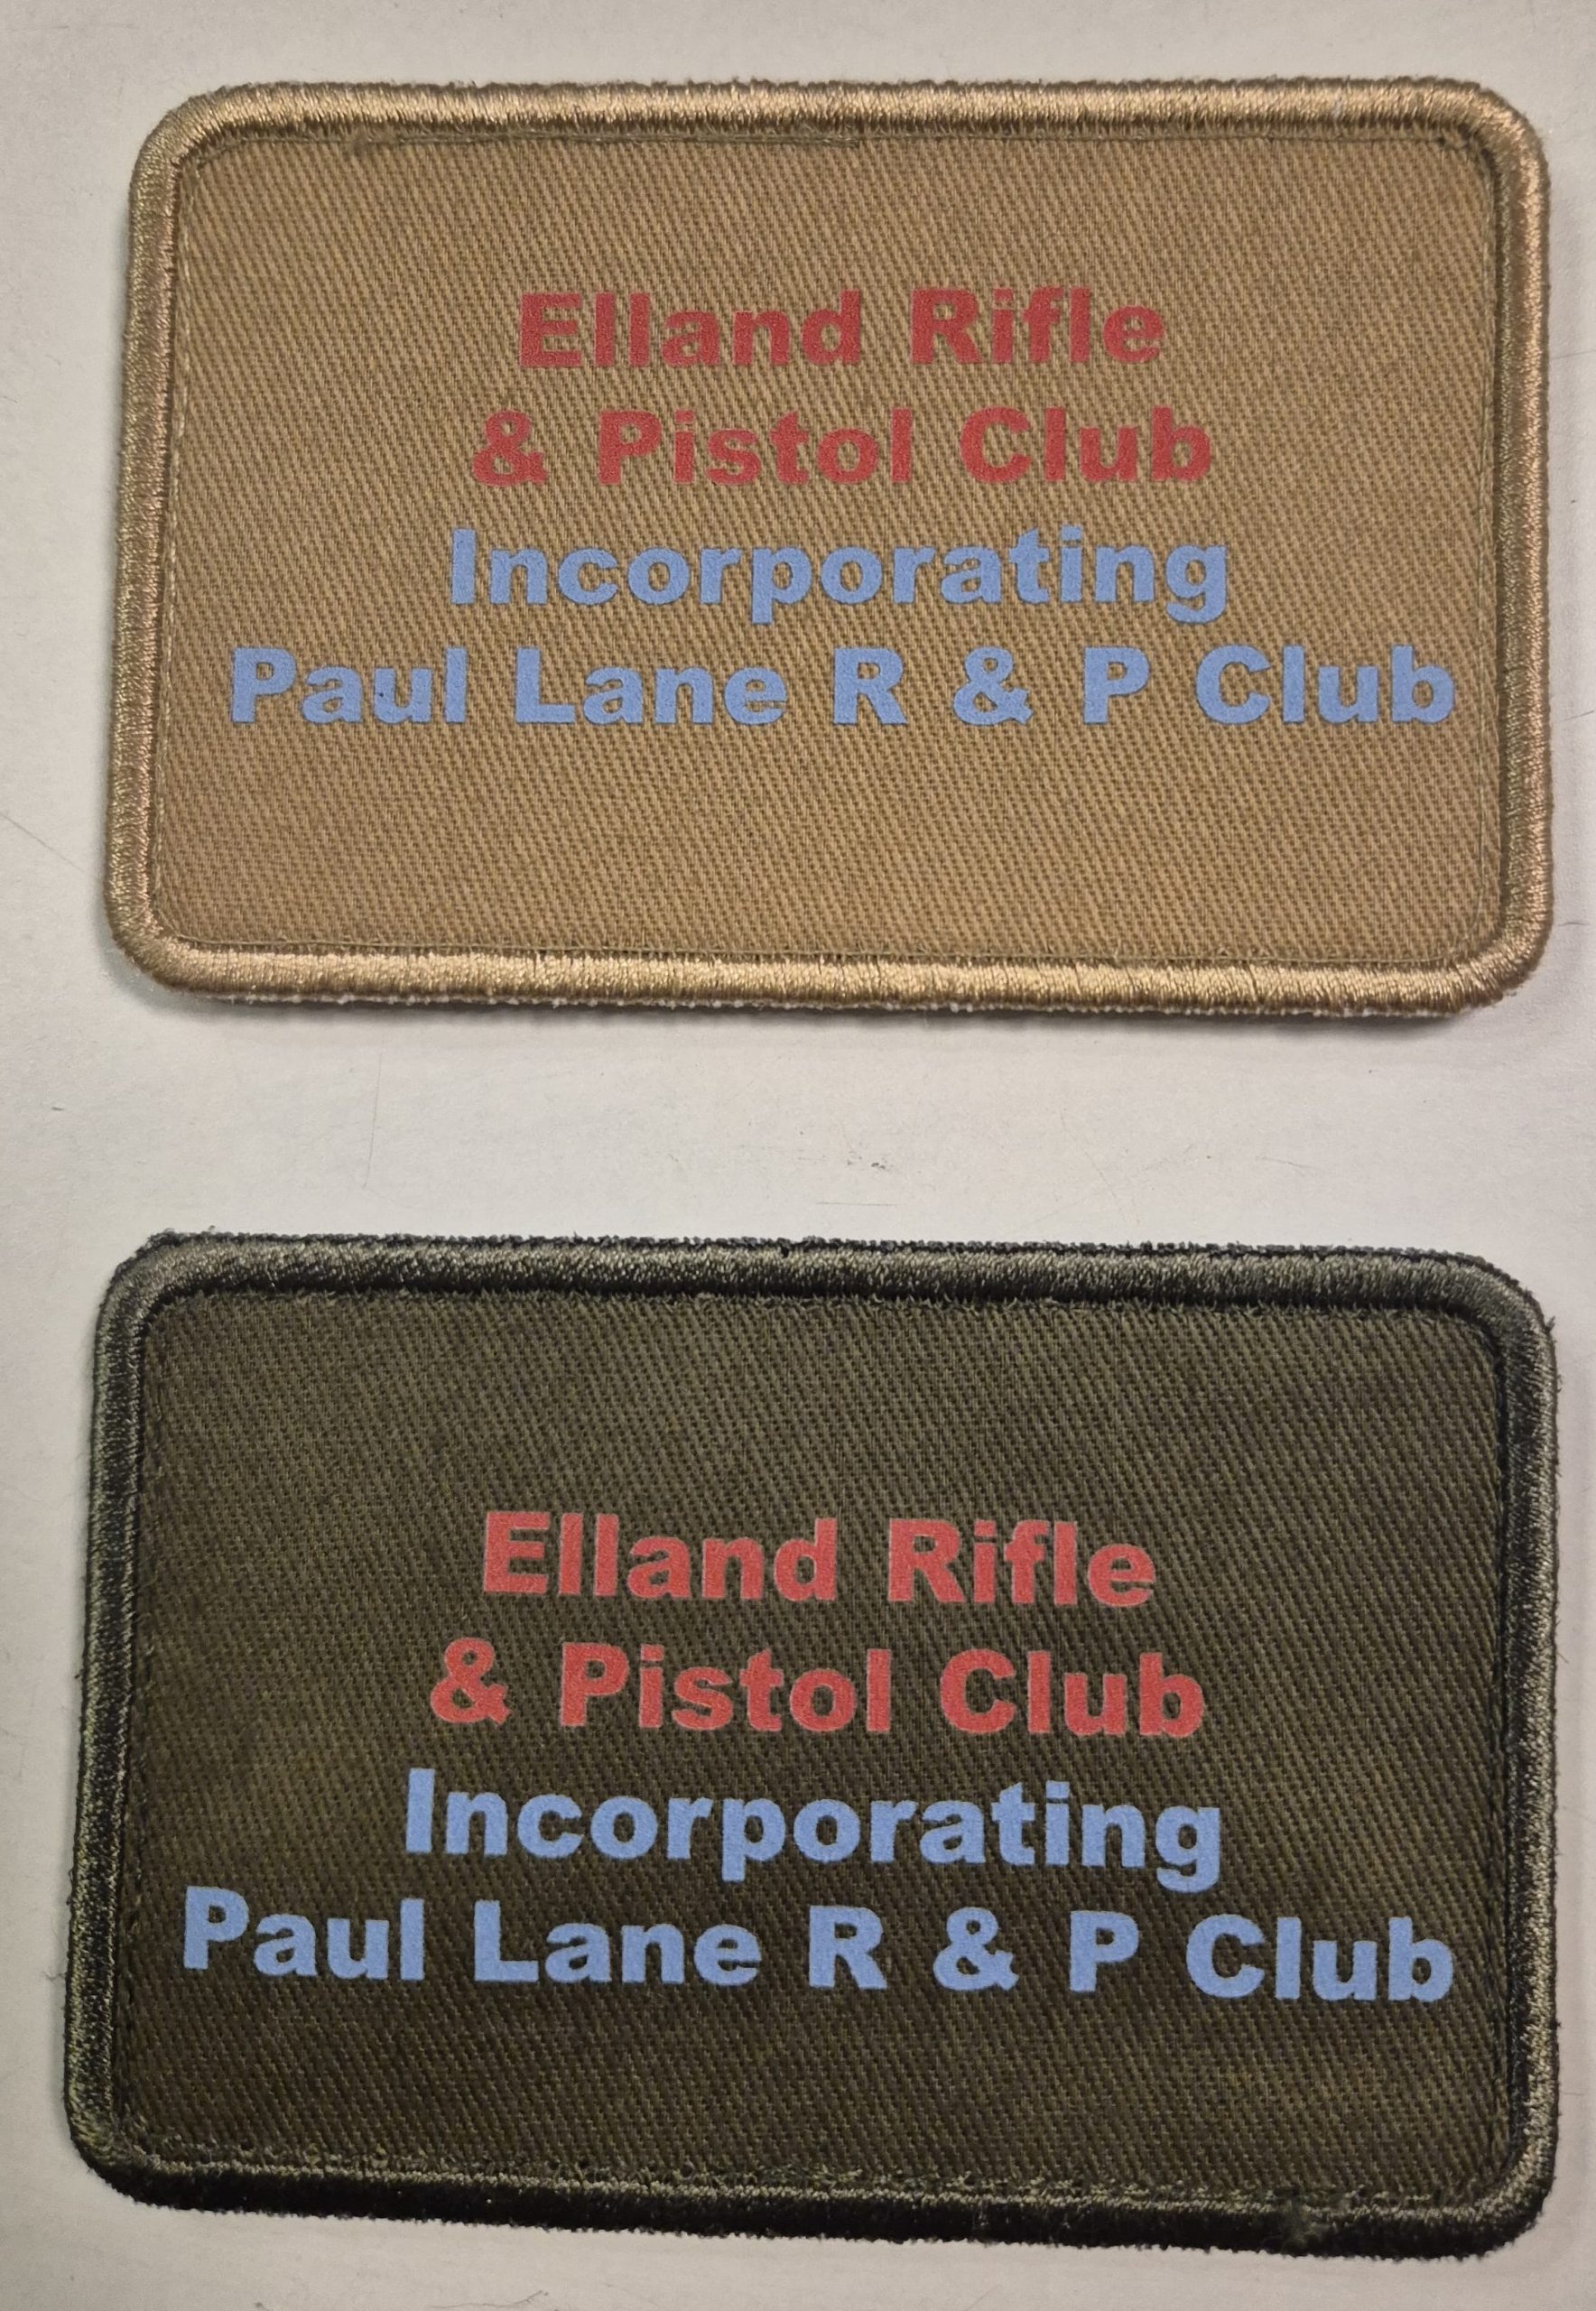 Elland Rifle
& Pistol Club
Incorporating
Paul Lane R & P Club
Elland Rifle
& Pistol Club
Incorporating
Paul Lane R & P Club